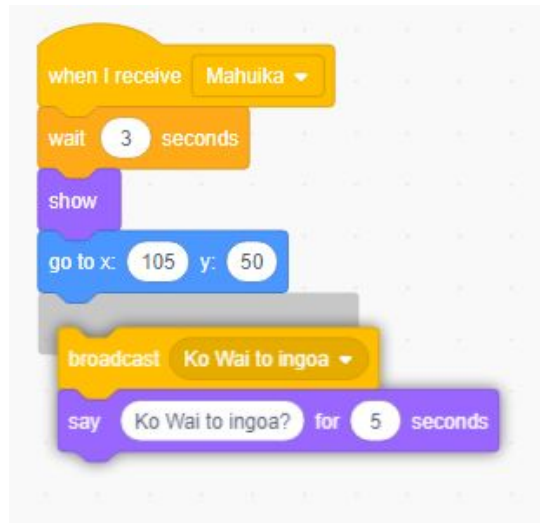 when I receive Mahuika
wait 3 seconds
show
go to x: 105 y: 50
broadcast Ko Wai to ingoa
say Ko Wai to ingoa? for 5 seconds